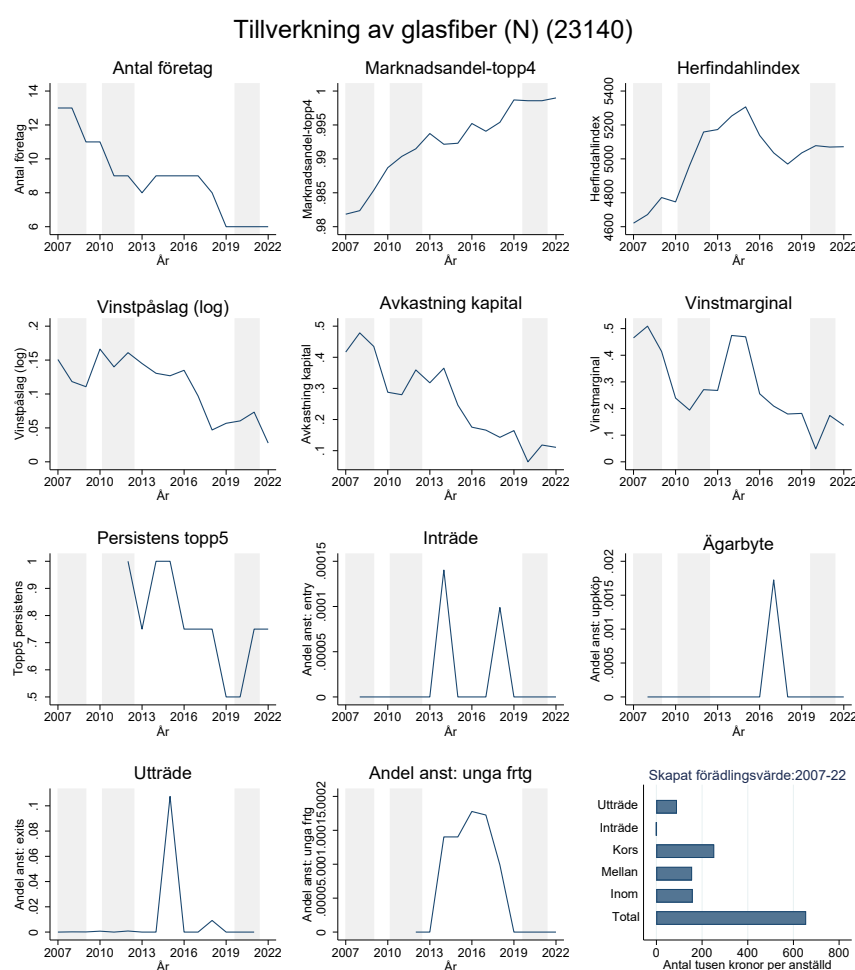 Tillverkning av glasfiber (N) (23140)
Antal företag
Antal företag
14
12
10
8
6
2007 2010 2013 2016 2019 2022
År
Marknadsandel-topp4
Marknadsandel-topp4
1
.995
.99
.985
.98
2007 2010 2013 2016 2019 2022
År
Herfindahlindex
Herfindahlindex
5400
5200
5000
4800
4600
2007 2010 2013 2016 2019 2022
År
Vinstpåslag (log)
Vinstpåslag (log)
.2
.15
.1
.05
0
2007 2010 2013 2016 2019 2022
År
Avkastning kapital
Avkastning kapital
.5
.4
.3
.2
.1
2007 2010 2013 2016 2019 2022
År
Vinstmarginal
Vinstmarginal
.5
.4
.3
.2
.1
0
2007 2010 2013 2016 2019 2022
År
Persistens topp5
Topp5 persistens
1
.9
.8
.7
.6
.5
2007 2010 2013 2016 2019 2022
År
Inträde
Andel anst: entry
.00015
.0001
.00005
0
2007 2010 2013 2016 2019 2022
År
Ägarbyte
Andel anst: uppköp
.002
.0015
.001
.0005
0
2007 2010 2013 2016 2019 2022
År
Utträde
Andel anst: exits
.1
.08
.06
.04
.02
0
2007 2010 2013 2016 2019 2022
År
Andel anst: unga frtg
Andel anst: unga frtg
.0002
.00015
.0001
.00005
0
2007 2010 2013 2016 2019 2022
År
Skapat förädlingsvärde:2007-22
Utträde
Inträde
Kors
Mellan
Inom
Total
0 200 400 600 800
Antal tusen kronor per anställd